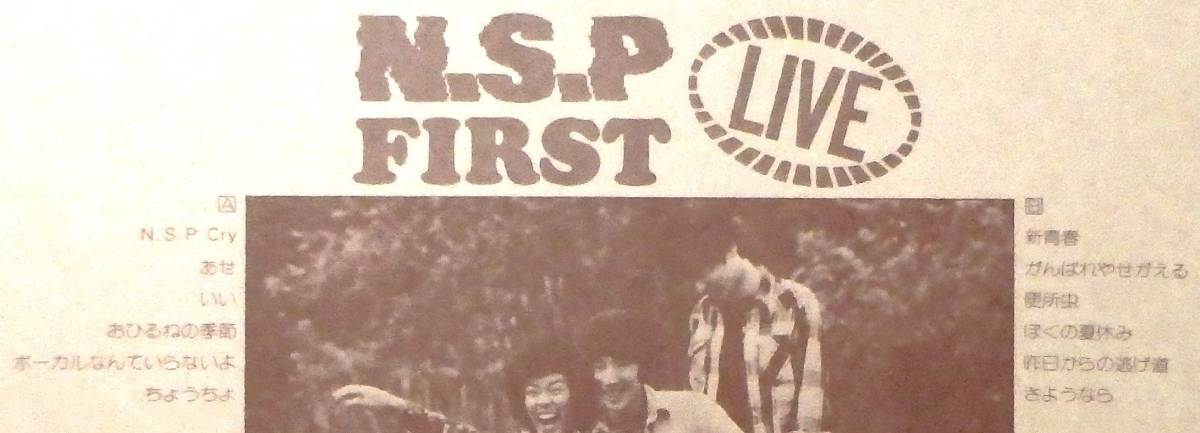 N.S.P
FIRST
LIVE
A
N.S.P Cry
あせ
いい
おひるねの季節
ボーカルなんていらないよ
ちょうちょ
B
新青春
がんばれやせがえる
便所虫
ぼくの夏休み
昨日からの逃げ道
さようなら